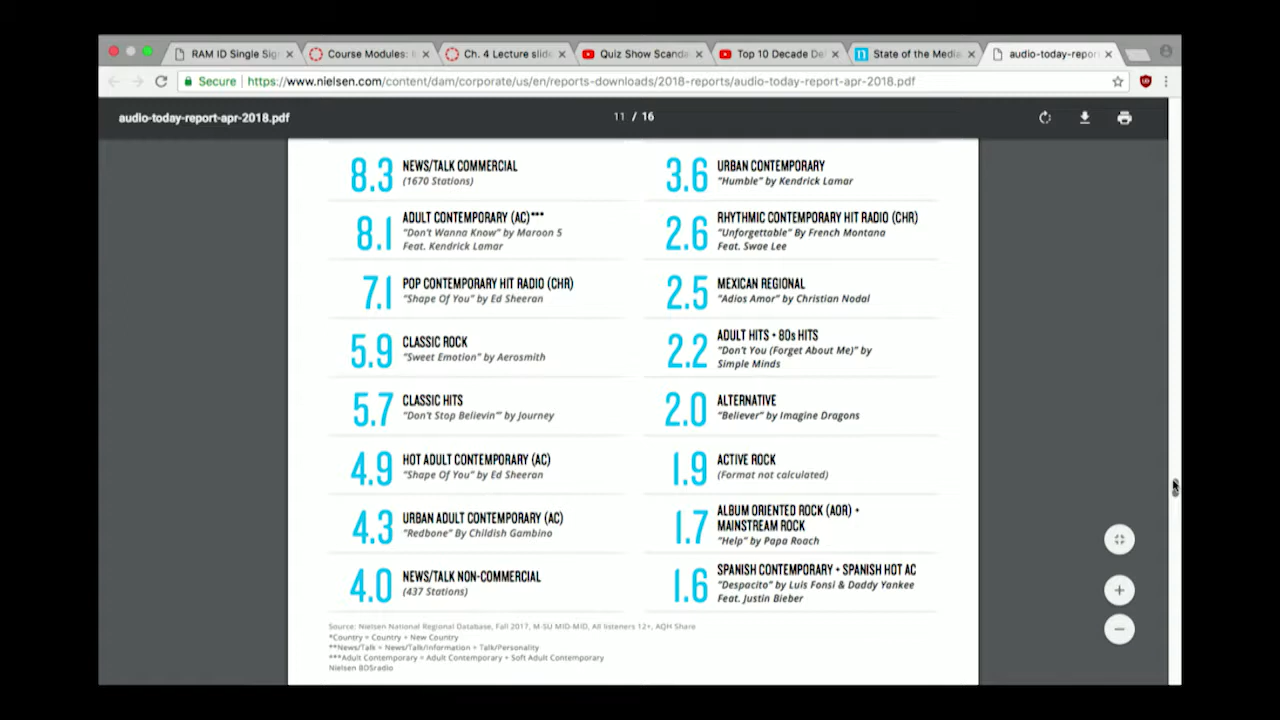 RAM ID Single Sig
Course Modules:
Ch. 4 Lecture slide
Quiz Show Scanda
Top 10 Decade De
State of the Media
audio-today-repor
Secure
https://www.nielsen.com/content/dam/corporate/us/en/reports-downloads/2018-reports/audio-today-report-apr-2018.pdf
audio-today-report-apr-2018.pdf
11 / 16
8.3 NEWS/TALK COMMERCIAL
(1670 Stations)
8.1 ADULT CONTEMPORARY (AC)***
"Don't Wanna Know" by Maroon 5
Feat. Kendrick Lamar
7.1 POP CONTEMPORARY HIT RADIO (CHR)
"Shape Of You" by Ed Sheeran
5.9 CLASSIC ROCK
"Sweet Emotion" by Aerosmith
5.7 CLASSIC HITS
"Don't Stop Believin'" by Journey
4.9 HOT ADULT CONTEMPORARY (AC)
"Shape Of You" by Ed Sheeran
4.3 URBAN ADULT CONTEMPORARY (AC)
"Redbone" By Childish Gambino
4.0 NEWS/TALK NON-COMMERCIAL
(437 Stations)
3.6 URBAN CONTEMPORARY
"Humble" by Kendrick Lamar
2.6 RHYTHMIC CONTEMPORARY HIT RADIO (CHR)
"Unforgettable" By French Montana
Feat. Swae Lee
2.5 MEXICAN REGIONAL
"Adios Amor" by Christian Nodal
2.2 ADULT HITS + 80s HITS
"Don't You (Forget About Me)" by
Simple Minds
2.0 ALTERNATIVE
"Believer" by Imagine Dragons
1.9 ACTIVE ROCK
(Format not calculated)
1.7 ALBUM ORIENTED ROCK (AOR) +
MAINSTREAM ROCK
"Help" by Papa Roach
1.6 SPANISH CONTEMPORARY + SPANISH HOT AC
"Despacito" by Luis Fonsi & Daddy Yankee
Feat. Justin Bieber
Source: Nielsen National Regional Database, Fall 2017, M-SU MID-MID, All listeners 12+, AQH Share
*Country = Country + New Country
**News/Talk = News/Talk/Information + Talk/Personality
***Adult Contemporary = Adult Contemporary + Soft Adult Contemporary
Nielsen BDSradio